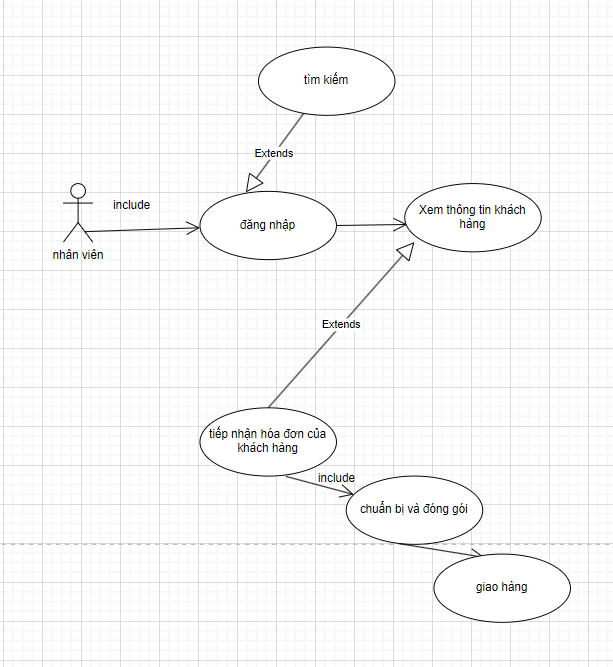 tìm kiếm
Extends
include
nhân viên
đăng nhập
Xem thông tin khách
hàng
Extends
tiếp nhận hóa đơn của
khách hàng
include
chuẩn bị và đóng gói
giao hàng